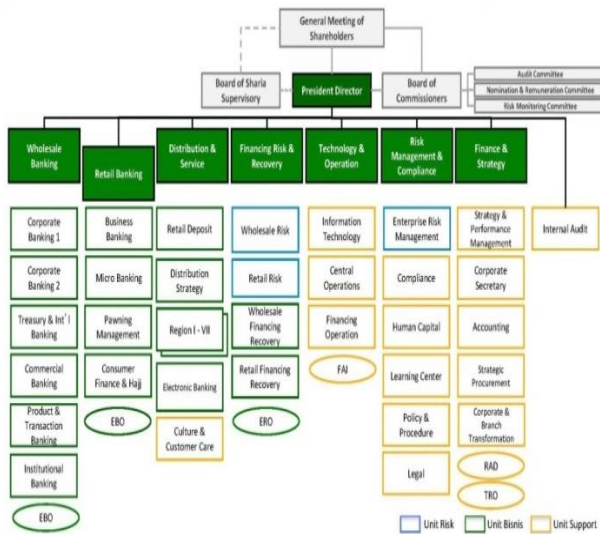 General Meeting of
Shareholders
Board of Sharia
Supervisory
President Director
Board of
Commissioners
Audit Committee
Nomination & Remuneration Committee
Risk Monitoring Committee
Wholesale
Banking
Retail Banking
Distribution &
Service
Financing Risk &
Recovery
Technology &
Operation
Risk
Management &
Compliance
Finance &
Strategy
Corporate
Banking 1
Business
Banking
Retail Deposit
Wholesale Risk
Information
Technology
Enterprise Risk
Management
Strategy &
Performance
Management
Internal Audit
Corporate
Banking 2
Micro Banking
Distribution
Strategy
Retail Risk
Central
Operations
Compliance
Corporate
Secretary
Treasury & Int'l
Banking
Pawning
Management
Region I - VII
Wholesale
Financing
Recovery
Financing
Operation
Human Capital
Accounting
Commercial
Banking
Consumer
Finance & Hajj
Electronic Banking
Retail Financing
Recovery
FAI
Learning Center
Strategic
Procurement
Product &
Transaction
Banking
EBO
Culture &
Customer Care
ERO
Policy &
Procedure
Corporate &
Branch
Transformation
Institutional
Banking
Legal
RAD
EBO
TRO
Unit Risk
Unit Bisnis
Unit Support